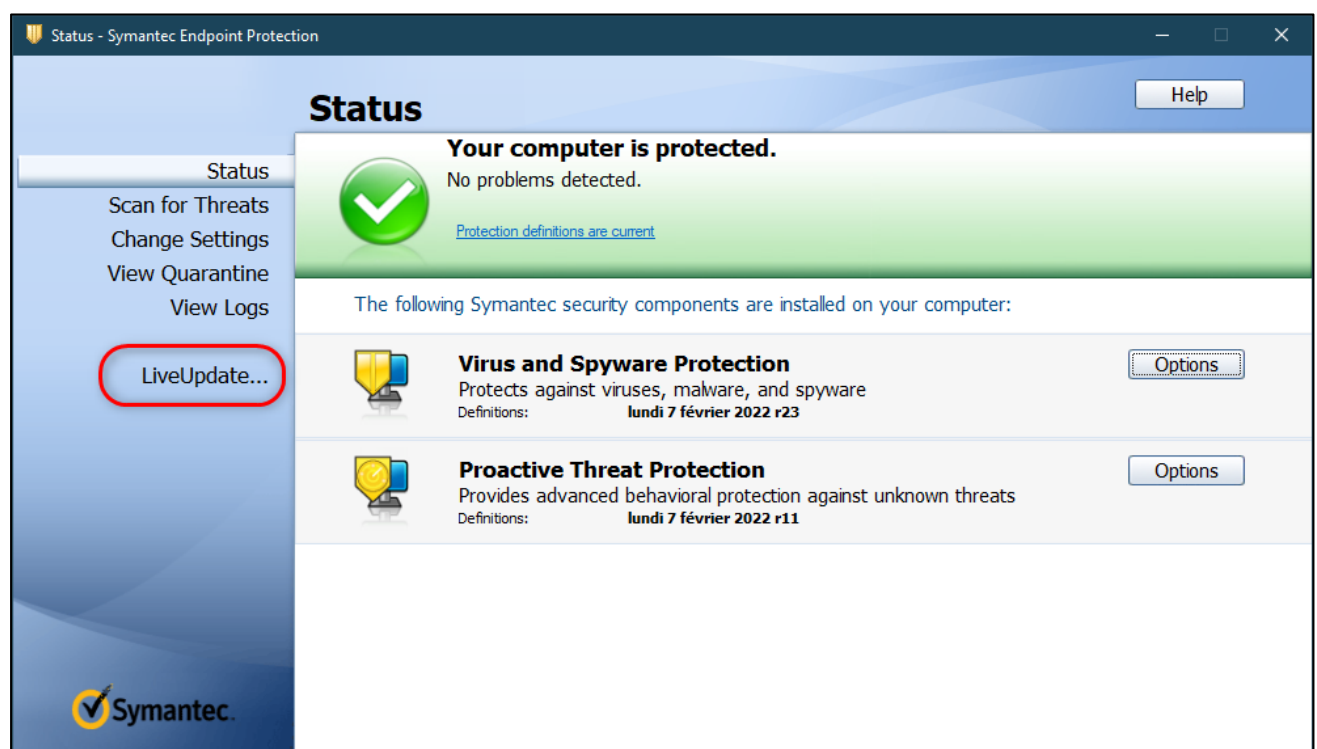 Status - Symantec Endpoint Protection
Status
Help
Status
Scan for Threats
Change Settings
View Quarantine
View Logs
LiveUpdate...
Your computer is protected.
No problems detected.
Protection definitions are current
The following Symantec security components are installed on your computer:
Virus and Spyware Protection
Protects against viruses, malware, and spyware
Definitions: lundi 7 février 2022 r23
Options
Proactive Threat Protection
Provides advanced behavioral protection against unknown threats
Definitions: lundi 7 février 2022 r11
Options
Symantec.